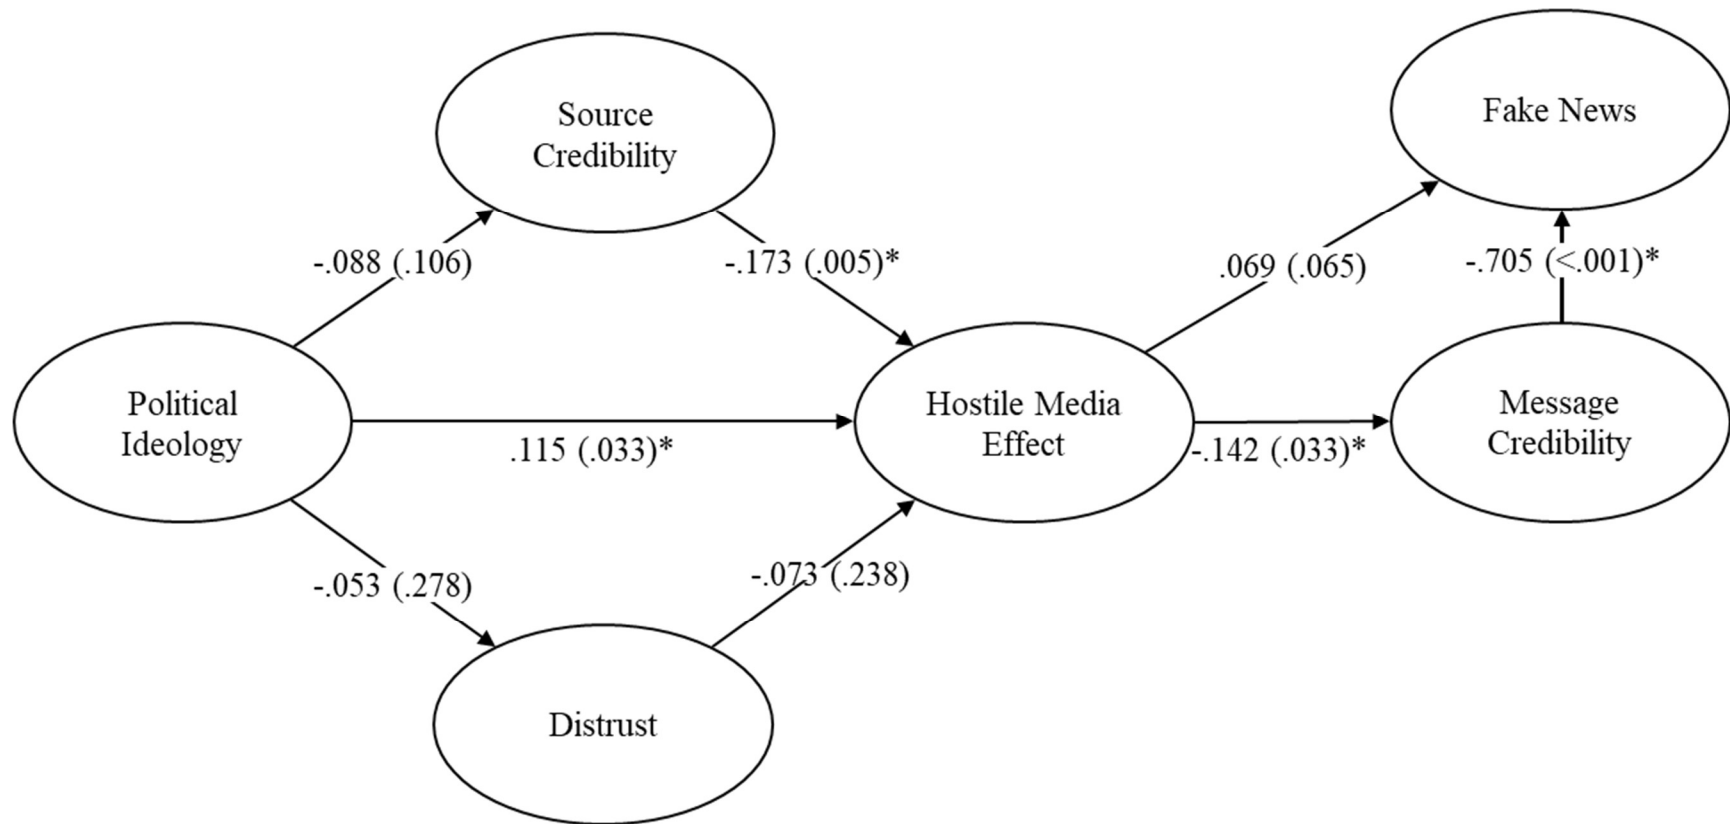 Source
Credibility
Fake News
-.088 (.106)
-.173 (.005)*
.069 (.065)
-.705 (<.001)*
Political
Ideology
Hostile Media
Effect
Message
Credibility
.115 (.033)*
-.142 (.033)*
-.053 (.278)
-.073 (.238)
Distrust